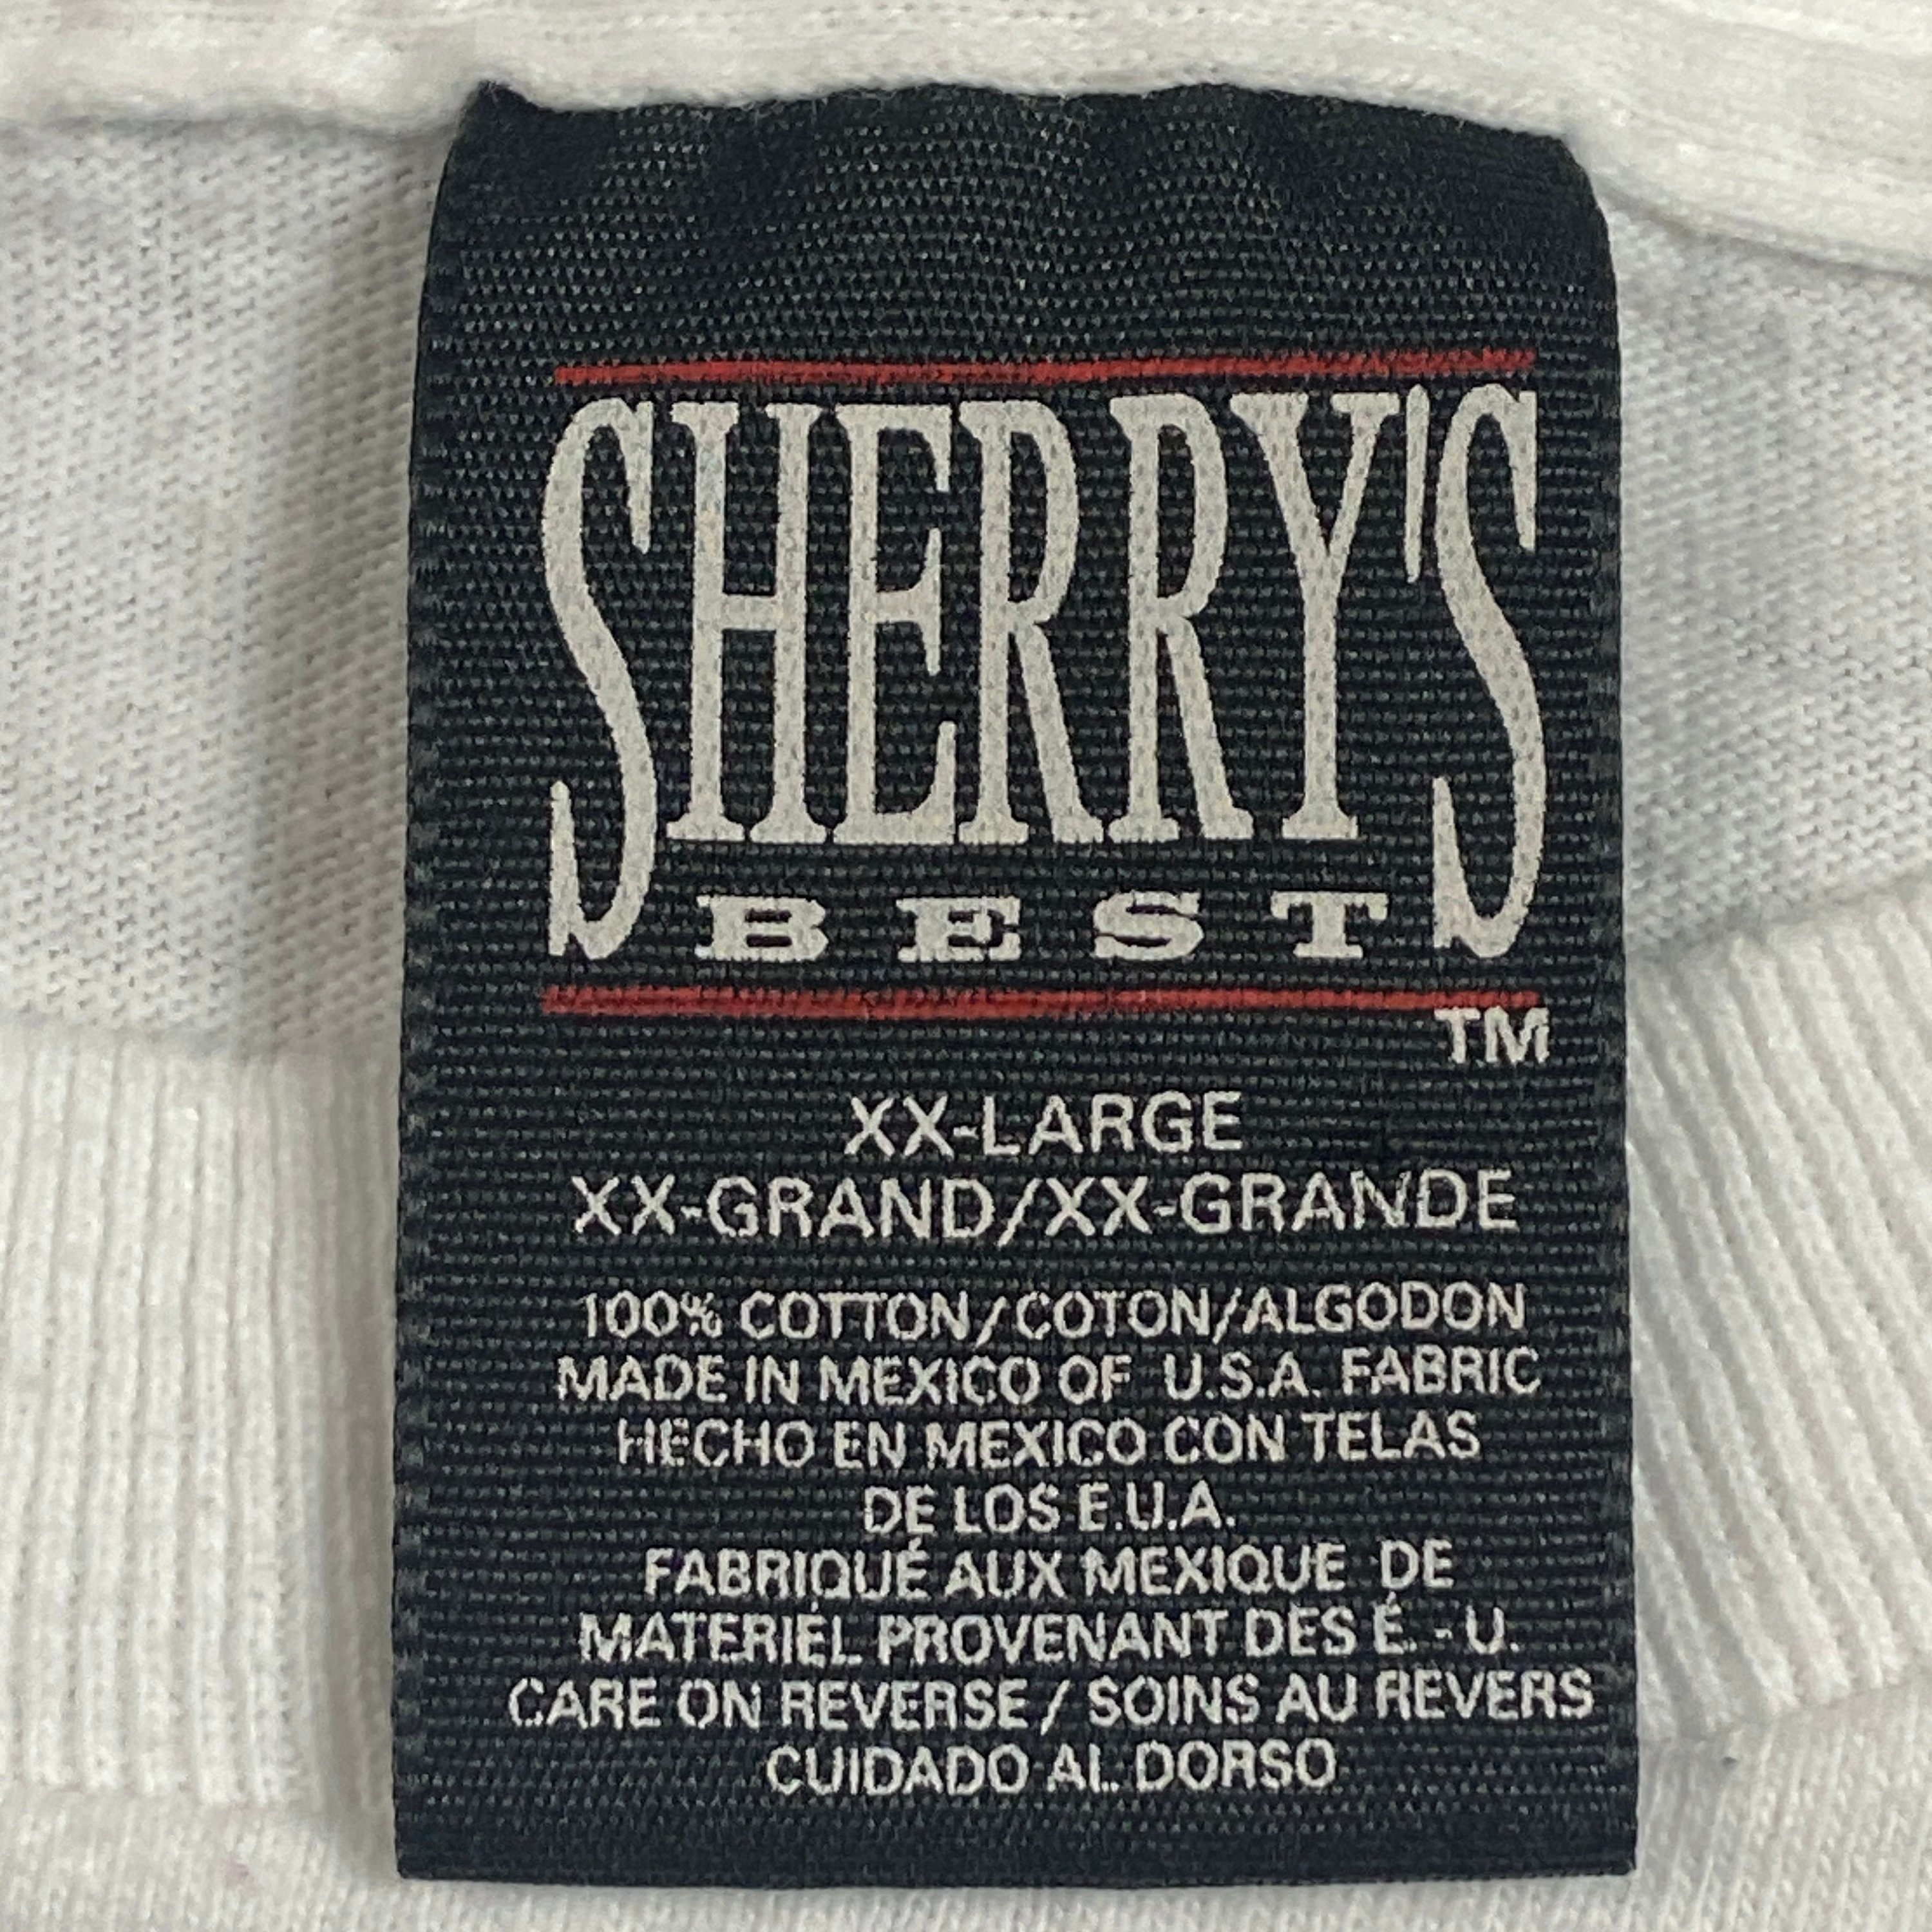 SHERRY'S
BEST
TM
XX-LARGE
XX-GRAND/XX-GRANDE
100% COTTON/COTON/ALGODON
MADE IN MEXICO OF U.S.A. FABRIC
HECHO EN MEXICO CON TELAS
DE LOS E.U.A.
FABRIQUÉ AUX MEXIQUE DE
MATERIEL PROVENANT DES É.-U.
CARE ON REVERSE / SOINS AU REVERS
CUIDADO AL DORSO